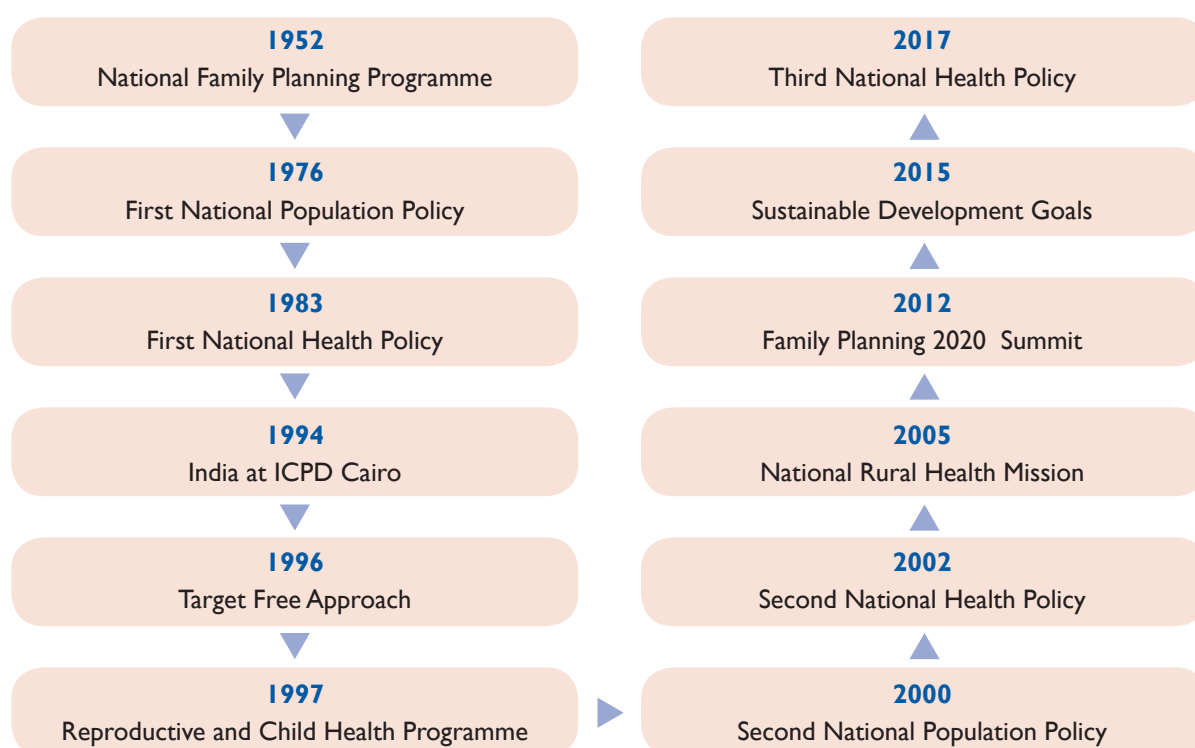 1952
National Family Planning Programme
1976
First National Population Policy
1983
First National Health Policy
1994
India at ICPD Cairo
1996
Target Free Approach
1997
Reproductive and Child Health Programme
2000
Second National Population Policy
2002
Second National Health Policy
2005
National Rural Health Mission
2012
Family Planning 2020 Summit
2015
Sustainable Development Goals
2017
Third National Health Policy